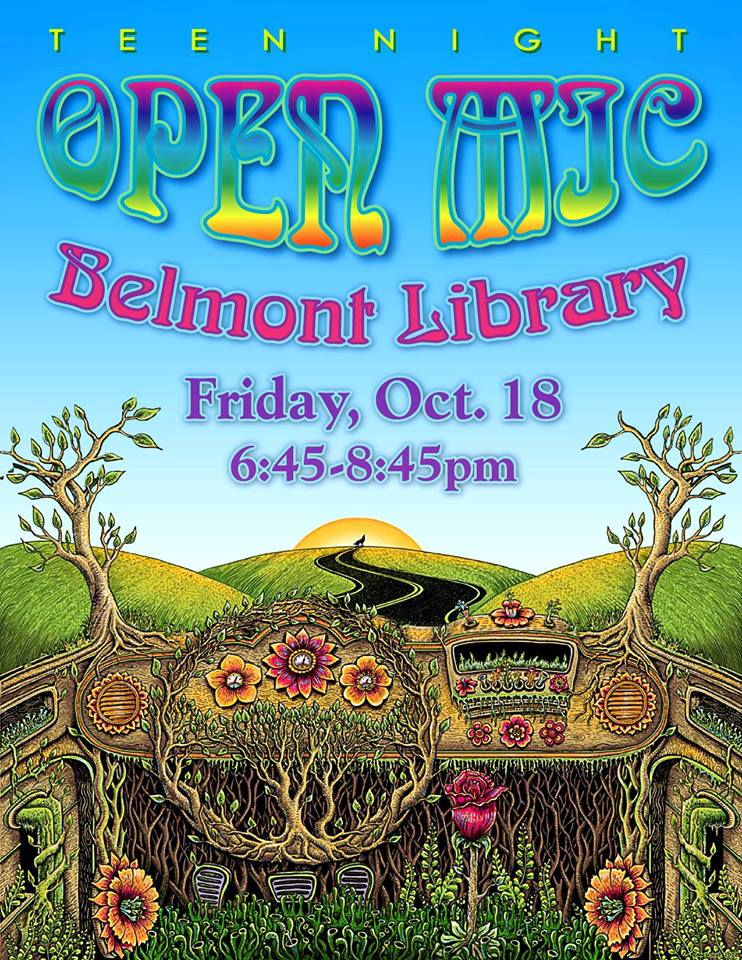 TEEN NIGHT
OPEN MIC
Belmont Library
Friday, Oct. 18
6:45-8:45pm